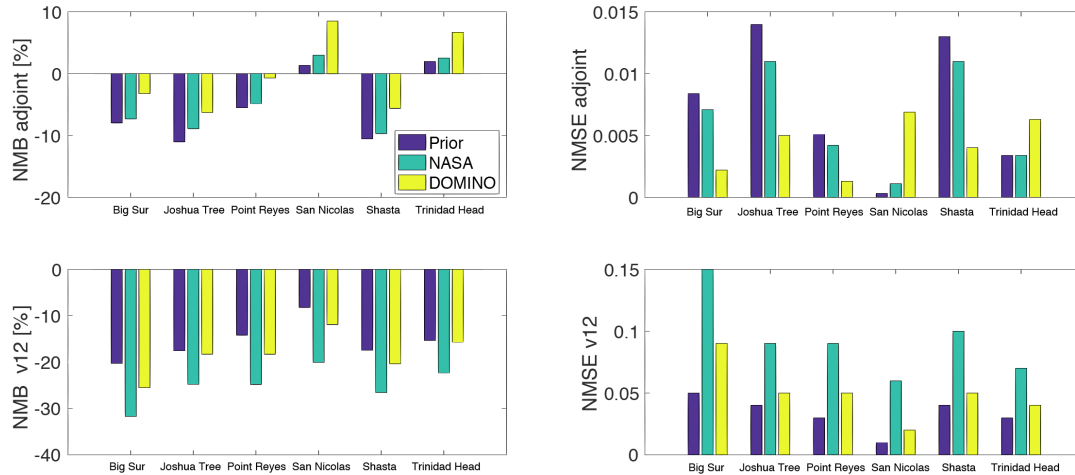 NMB adjoint [%]
10
0
-10
-20
Prior
NASA
DOMINO
Big Sur Joshua Tree Point Reyes San Nicolas Shasta Trinidad Head
NMSE adjoint
0.015
0.01
0.005
0
Big Sur Joshua Tree Point Reyes San Nicolas Shasta Trinidad Head
NMB v12 [%]
0
-10
-20
-30
-40
Big Sur Joshua Tree Point Reyes San Nicolas Shasta Trinidad Head
NMSE v12
0.15
0.1
0.05
0
Big Sur Joshua Tree Point Reyes San Nicolas Shasta Trinidad Head